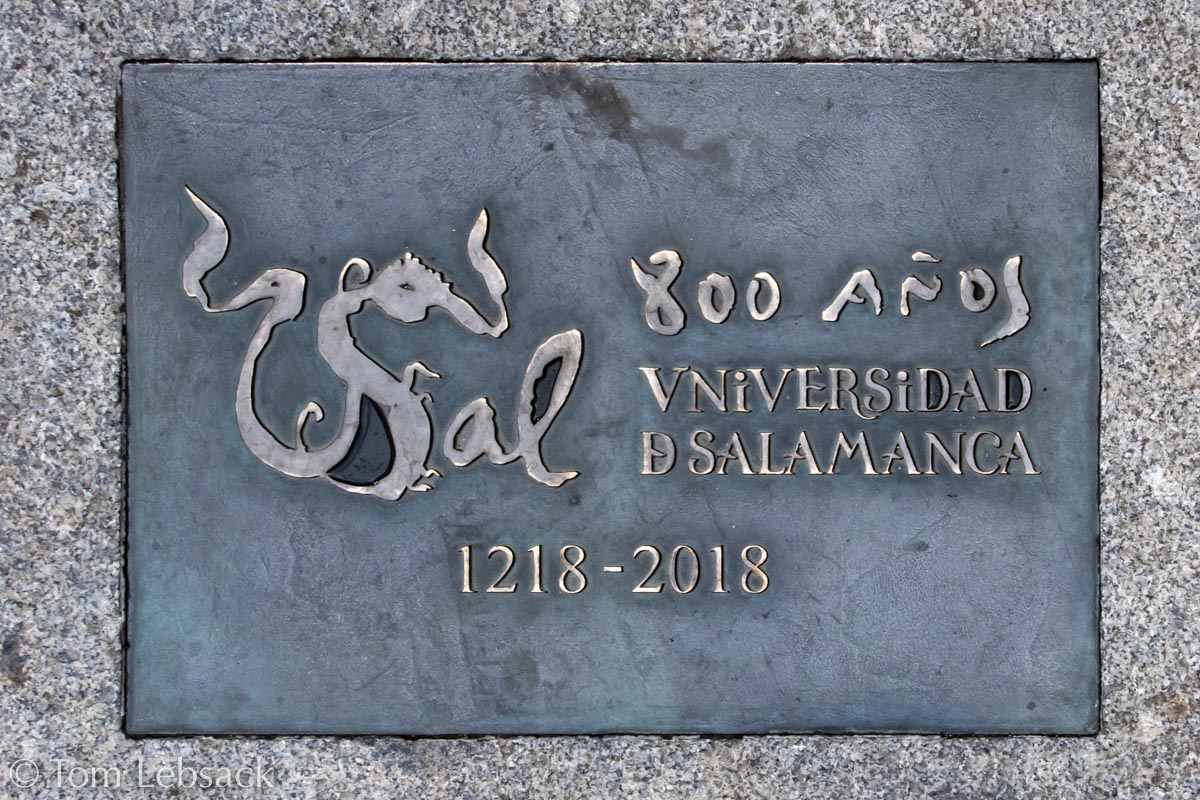 USal
800 AÑOS
VNiVERSiDAD
Ð SALAMANCA
1218-2018
© Tom Lebsack